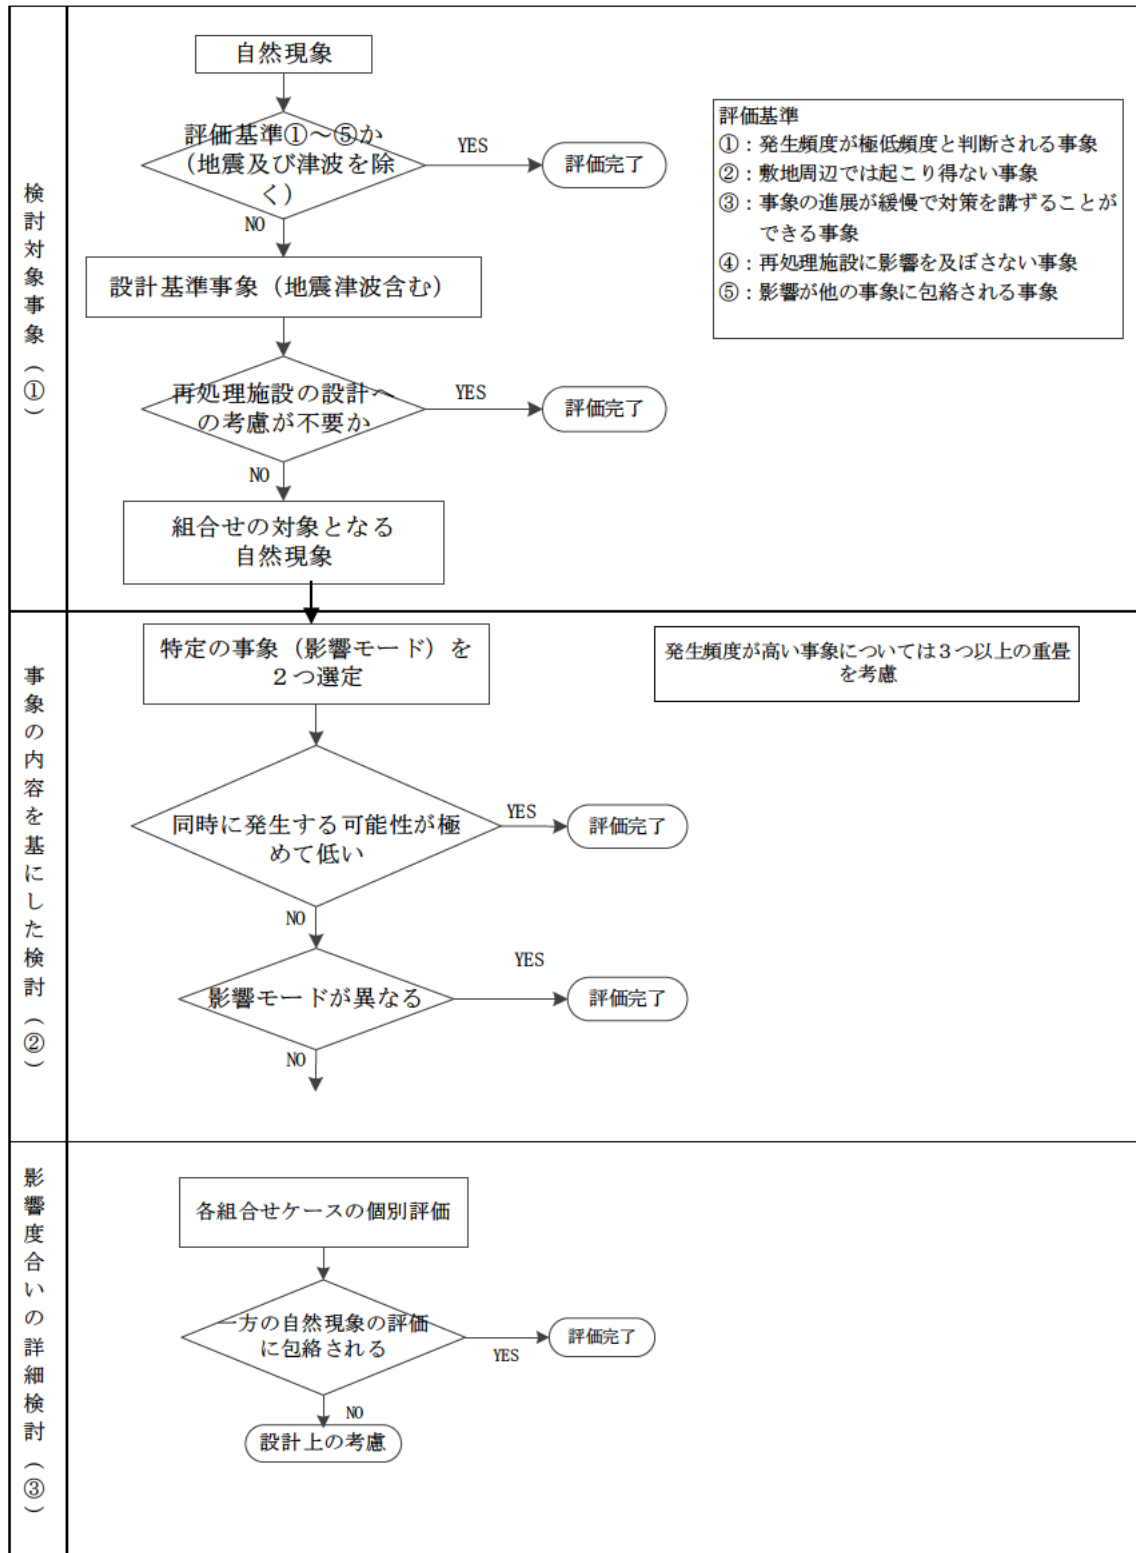 検討対象事象（①）
自然現象
評価基準①～⑤か
（地震及び津波を除
く）
YES
評価完了
NO
評価基準
①：発生頻度が極低頻度と判断される事象
②：敷地周辺では起こり得ない事象
③：事象の進展が緩慢で対策を講ずることが
できる事象
④：再処理施設に影響を及ぼさない事象
⑤：影響が他の事象に包絡される事象
設計基準事象（地震津波含む）
再処理施設の設計へ
の考慮が不要か
YES
評価完了
NO
組合せの対象となる
自然現象
事象の内容を基にした検討（②）
特定の事象（影響モード）を
２つ選定
発生頻度が高い事象については３つ以上の重畳
を考慮
同時に発生する可能性が極
めて低い
YES
評価完了
NO
影響モードが異なる
YES
評価完了
NO
影響度合いの詳細検討（③）
各組合せケースの個別評価
一方の自然現象の評価
に包絡される
YES
評価完了
NO
設計上の考慮